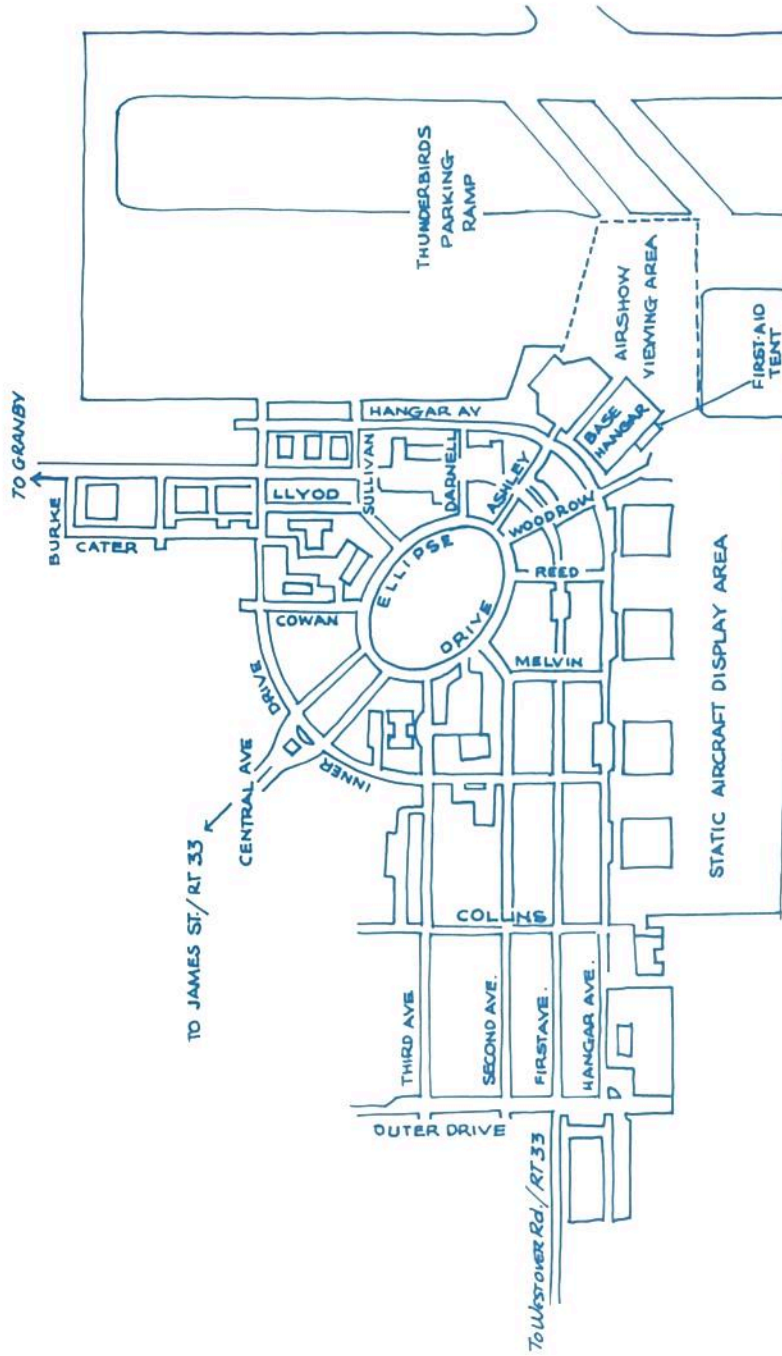 TO GRANBY
BURKE
CATER
LLYOD
SULLIVAN
HANGAR AV
DARNELL
ASHLEY
WOODROW
REED
MELVIN
ELLIPSE
DRIVE
COWAN
DRIVE
INNER
CENTRAL AVE
TO JAMES ST./RT 33
THUNDERBIRDS
PARKING
RAMP
AIRSHOW
VIEWING AREA
BASE
HANGAR
FIRST-AID
TENT
STATIC AIRCRAFT DISPLAY AREA
COLLINS
THIRD AVE
SECOND AVE.
FIRST AVE.
HANGAR AVE.
OUTER DRIVE
TO WESTOVER Rd./RT 33